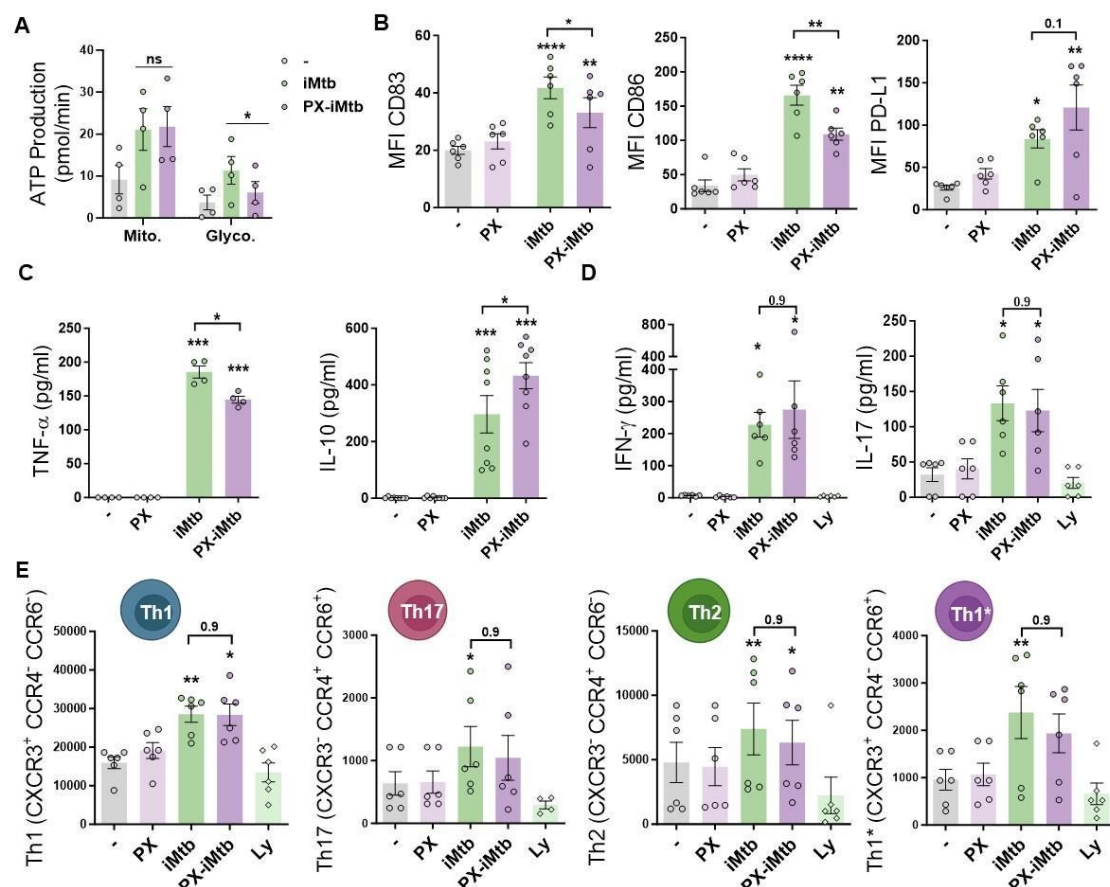 A
ATP Production
(pmol/min)
40
30
20
10
0
ns
*
Mito.
Glyco.
-
iMtb
PX-iMtb
B
MFI CD83
80
60
40
20
0
****
**
*
-
PX
iMtb
PX-iMtb
MFI CD86
300
250
200
150
100
50
0
****
**
**
-
PX
iMtb
PX-iMtb
MFI PD-L1
200
150
100
50
0
*
**
0.1
-
PX
iMtb
PX-iMtb
C
TNF-α (pg/ml)
250
200
150
100
50
0
***
***
*
-
PX
iMtb
PX-iMtb
IL-10 (pg/ml)
600
400
200
0
***
***
*
-
PX
iMtb
PX-iMtb
D
IFN-γ (pg/ml)
800
600
400
400
300
200
100
0
*
*
0.9
-
PX
iMtb
PX-iMtb
Ly
IL-17 (pg/ml)
300
250
200
150
100
50
0
*
*
0.9
-
PX
iMtb
PX-iMtb
Ly
E
Th1
Th1 (CXCR3⁺ CCR4⁻ CCR6⁻)
50000
40000
30000
20000
10000
0
**
*
0.9
-
PX
iMtb
PX-iMtb
Ly
Th17
Th17 (CXCR3⁻ CCR4⁺ CCR6⁺)
3000
2000
1000
0
*
0.9
-
PX
iMtb
PX-iMtb
Ly
Th2
Th2 (CXCR3⁻ CCR4⁺ CCR6⁻)
15000
10000
5000
0
**
*
0.9
-
PX
iMtb
PX-iMtb
Ly
Th1*
Th1* (CXCR3⁺ CCR4⁻ CCR6⁺)
4000
3000
2000
1000
0
**
0.9
-
PX
iMtb
PX-iMtb
Ly